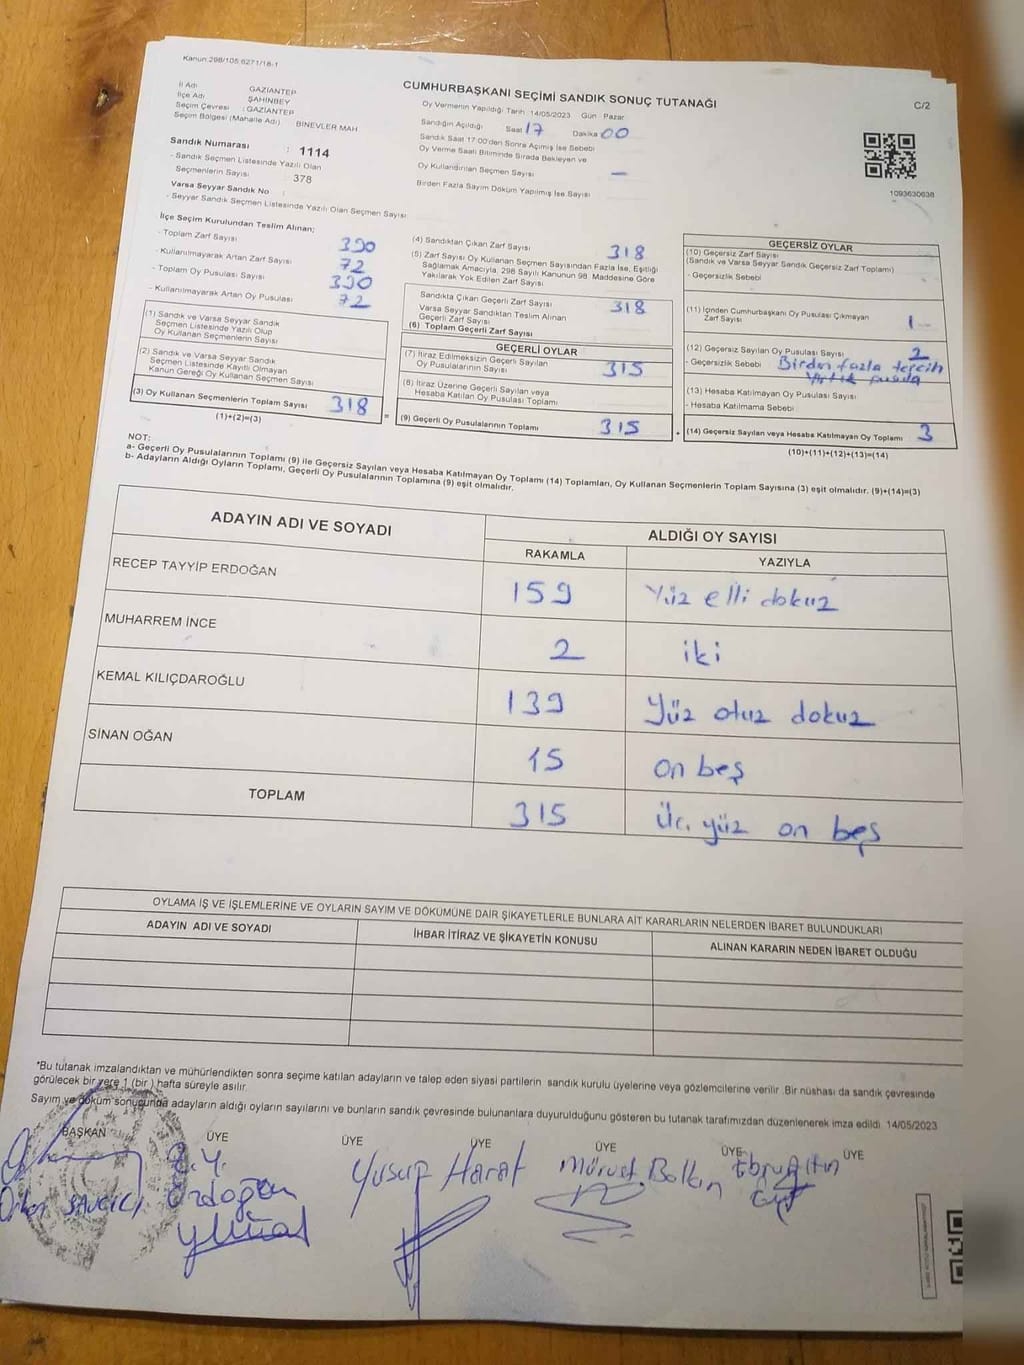 Kanun:298/105,6271/18-1
CUMHURBAŞKANI SEÇİMİ SANDIK SONUÇ TUTANAĞI
C/2
İl Adı GAZİANTEP
İlçe Adı ŞAHİNBEY
Seçim Çevresi : GAZİANTEP
Seçim Bölgesi (Mahalle Adı) BİNEVLER MAH.
Oy Vermenin Yapıldığı Tarih 14/05/2023 Gün Pazar
Sandığın Açıldığı Saat 17 Dakika 00
Sandık Saat 17:00'den Sonra Açılmış İse Sebebi
Oy Verme Saati Bitiminde Sırada Bekleyen ve
Oy Kullandırılan Seçmen Sayısı —
Birden Fazla Sayım Döküm Yapılmış İse Sayısı
1093630638
Sandık Numarası : 1114
- Sandık Seçmen Listesinde Yazılı Olan
Seçmenlerin Sayısı 378
Varsa Seyyar Sandık No :
- Seyyar Sandık Seçmen Listesinde Yazılı Olan Seçmen Sayısı
İlçe Seçim Kurulundan Teslim Alınan;
- Toplam Zarf Sayısı 390
- Kullanılmayarak Artan Zarf Sayısı 72
- Toplam Oy Pusulası Sayısı 390
- Kullanılmayarak Artan Oy Pusulası 72
(1) Sandık ve Varsa Seyyar Sandık
Seçmen Listesinde Yazılı Olup
Oy Kullanan Seçmenlerin Sayısı
(2) Sandık ve Varsa Seyyar Sandık
Seçmen Listesinde Kayıtlı Olmayan
Kanun Gereği Oy Kullanan Seçmen Sayısı
(3) Oy Kullanan Seçmenlerin Toplam Sayısı 318
(1)+(2)=(3)
(4) Sandıktan Çıkan Zarf Sayısı 318
(5) Zarf Sayısı Oy Kullanan Seçmen Sayısından Fazla İse, Eşitliği
Sağlamak Amacıyla, 298 Sayılı Kanunun 98. Maddesine Göre
Yakılarak Yok Edilen Zarf Sayısı
Sandıkta Çıkan Geçerli Zarf Sayısı 318
Varsa Seyyar Sandıktan Teslim Alınan
Geçerli Zarf Sayısı
(6) Toplam Geçerli Zarf Sayısı
GEÇERLİ OYLAR
(7) İtiraz Edilmeksizin Geçerli Sayılan
Oy Pusulalarının Sayısı 315
(8) İtiraz Üzerine Geçerli Sayılan veya
Hesaba Katılan Oy Pusulası Toplamı
= (9) Geçerli Oy Pusulalarının Toplamı 315 +
GEÇERSİZ OYLAR
(10) Geçersiz Zarf Sayısı
(Sandık ve Varsa Seyyar Sandık Geçersiz Zarf Toplamı)
- Geçersizlik Sebebi
(11) İçinden Cumhurbaşkanı Oy Pusulası Çıkmayan
Zarf Sayısı 1
(12) Geçersiz Sayılan Oy Pusulası Sayısı 2
- Geçersizlik Sebebi Birden fazla tercih
Yırtık pusula
(13) Hesaba Katılmayan Oy Pusulası Sayısı
- Hesaba Katılmama Sebebi
(14) Geçersiz Sayılan veya Hesaba Katılmayan Oy Toplamı 3
(10)+(11)+(12)+(13)=(14)
NOT:
a- Geçerli Oy Pusulalarının Toplamı (9) ile Geçersiz Sayılan veya Hesaba Katılmayan Oy Toplamı (14) Toplamları, Oy Kullanan Seçmenlerin Toplam Sayısına (3) eşit olmalıdır. (9)+(14)=(3)
b- Adayların Aldığı Oyların Toplamı, Geçerli Oy Pusulalarının Toplamına (9) eşit olmalıdır.
ADAYIN ADI VE SOYADI ALDIĞI OY SAYISI
RAKAMLA YAZIYLA
RECEP TAYYİP ERDOĞAN 159 Yüz elli dokuz
MUHARREM İNCE 2 iki
KEMAL KILIÇDAROĞLU 139 Yüz otuz dokuz
SİNAN OĞAN 15 on beş
TOPLAM 315 üç yüz on beş
OYLAMA İŞ VE İŞLEMLERİNE VE OYLARIN SAYIM VE DÖKÜMÜNE DAİR ŞİKAYETLERLE BUNLARA AİT KARARLARIN NELERDEN İBARET BULUNDUKLARI
ADAYIN ADI VE SOYADI İHBAR İTİRAZ VE ŞİKAYETİN KONUSU ALINAN KARARIN NEDEN İBARET OLDUĞU
*Bu tutanak imzalandıktan ve mühürlendikten sonra seçime katılan adayların ve talep eden siyasi partilerin sandık kurulu üyelerine veya gözlemcilerine verilir. Bir nüshası da sandık çevresinde
görülecek bir yere 1 (bir ) hafta süreyle asılır.
Sayım ve döküm sonucunda adayların aldığı oyların sayılarını ve bunların sandık çevresinde bulunanlara duyurulduğunu gösteren bu tutanak tarafımızdan düzenlenerek imza edildi. 14/05/2023
BAŞKAN ÜYE ÜYE ÜYE ÜYE ÜYE ÜYE
Yusuf Harat
Mürüvet Balkan
Ebru Altın